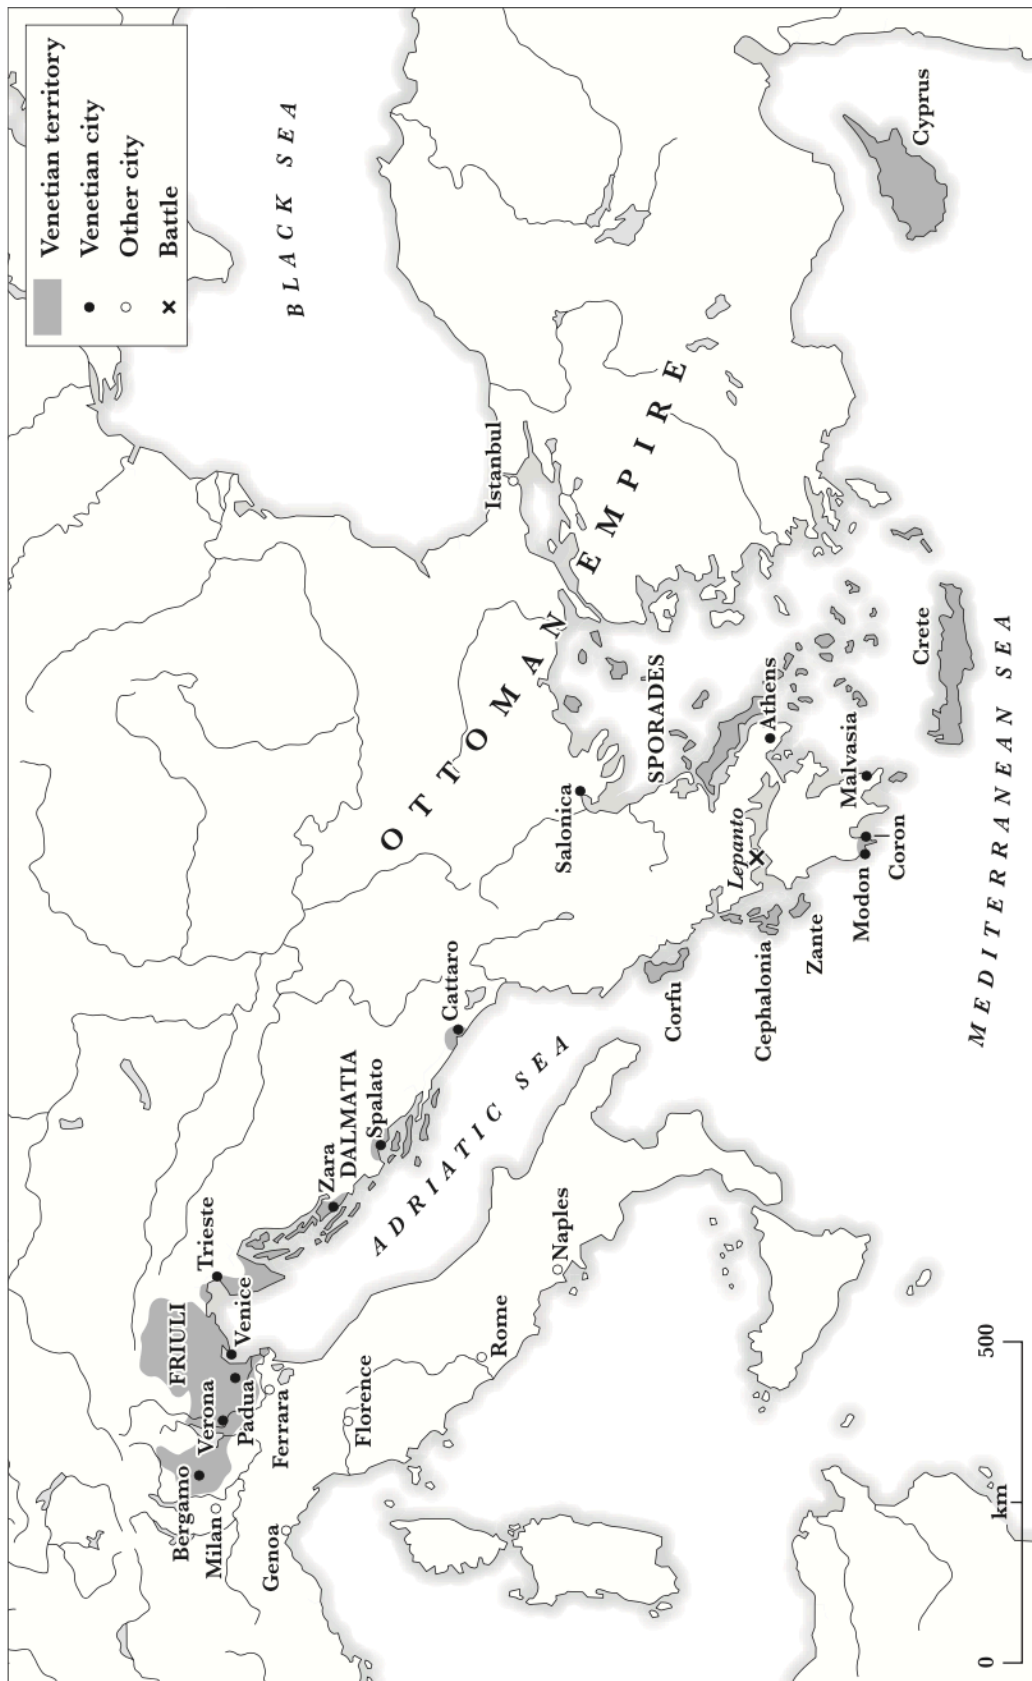 Venetian territory
Venetian city
Other city
Battle
BLACK SEA
FRIULI
Bergamo
Verona
Trieste
Milan
Padua
Venice
Genoa
Ferrara
Zara
DALMATIA
Florence
Spalato
ADRIATIC SEA
Cattaro
Rome
Naples
OTTOMAN EMPIRE
Istanbul
Salonica
SPORADES
Corfu
Lepanto
Athens
Cephalonia
Zante
Malvasia
Modon
Coron
Crete
Cyprus
MEDITERRANEAN SEA
0
km
500